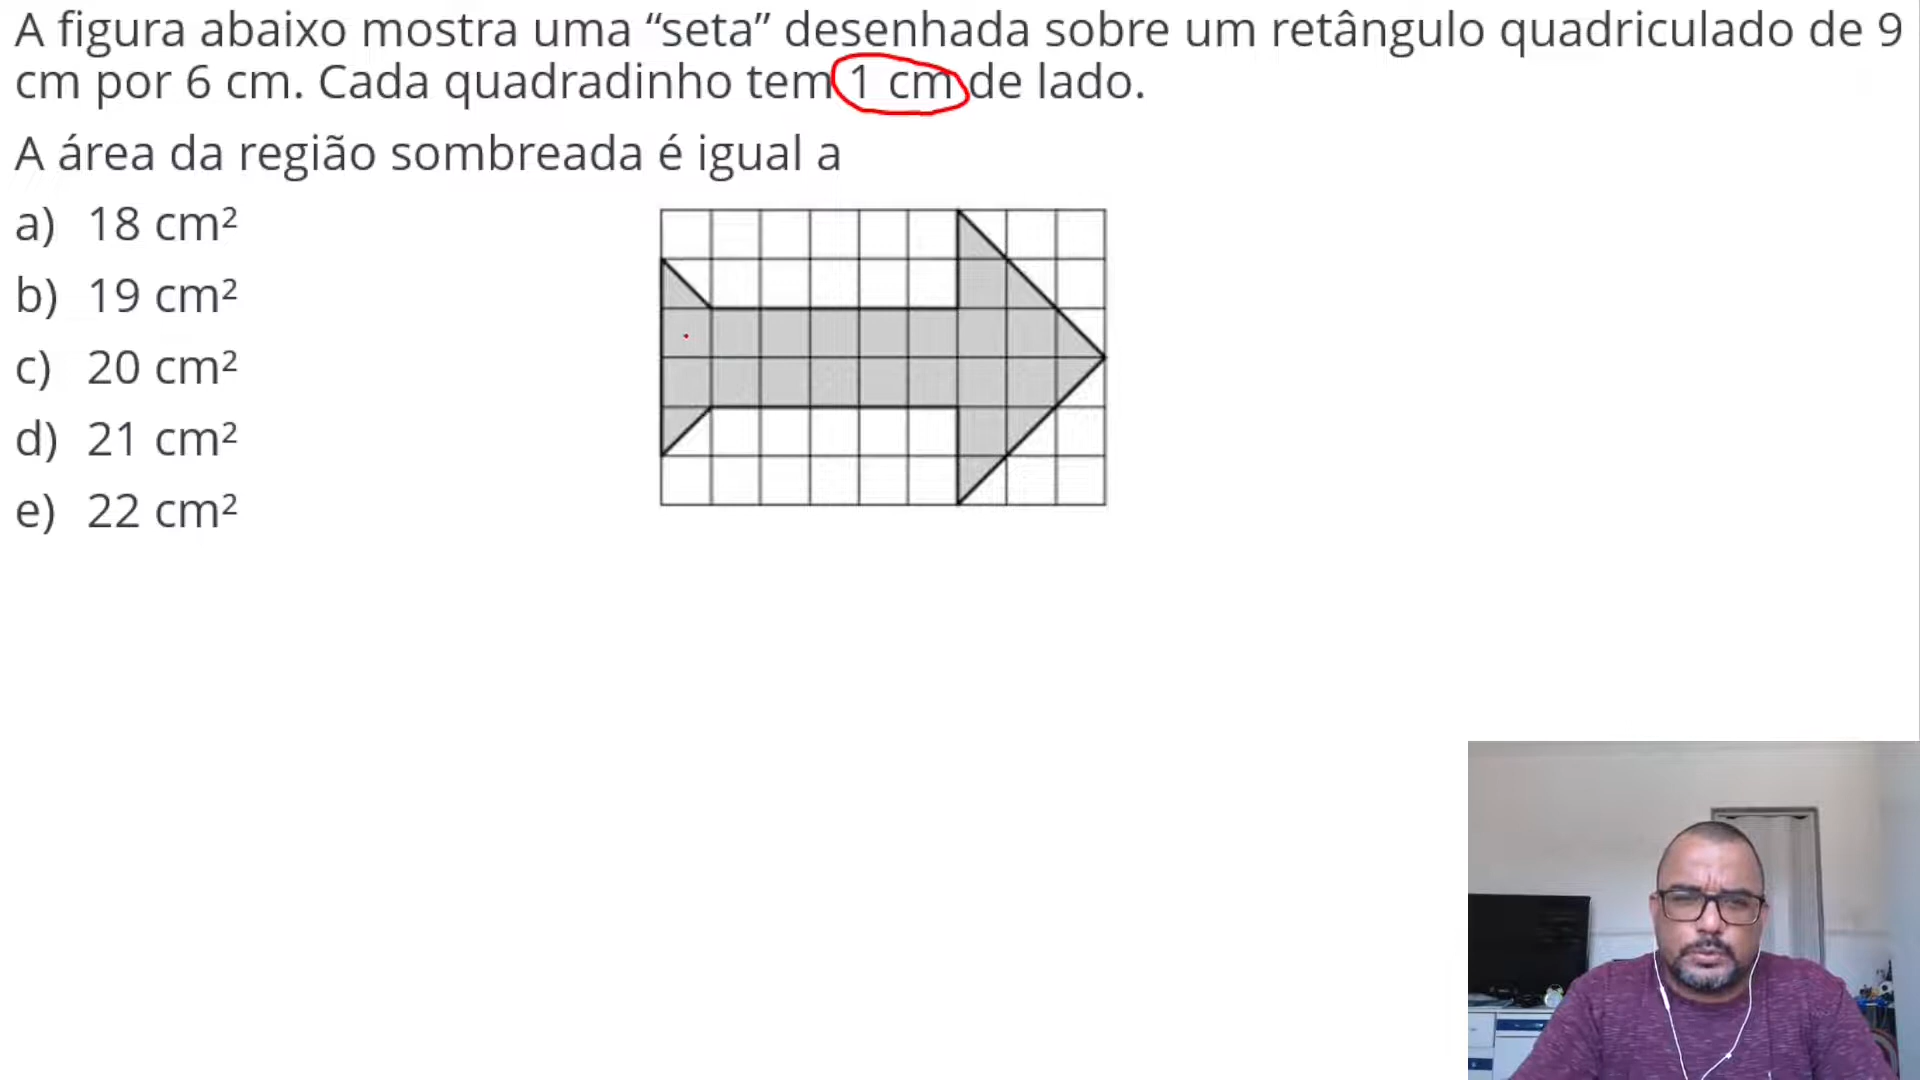 A figura abaixo mostra uma “seta” desenhada sobre um retângulo quadriculado de 9
cm por 6 cm. Cada quadradinho tem 1 cm de lado.
A área da região sombreada é igual a
a) 18 cm²
b) 19 cm²
c) 20 cm²
d) 21 cm²
e) 22 cm²